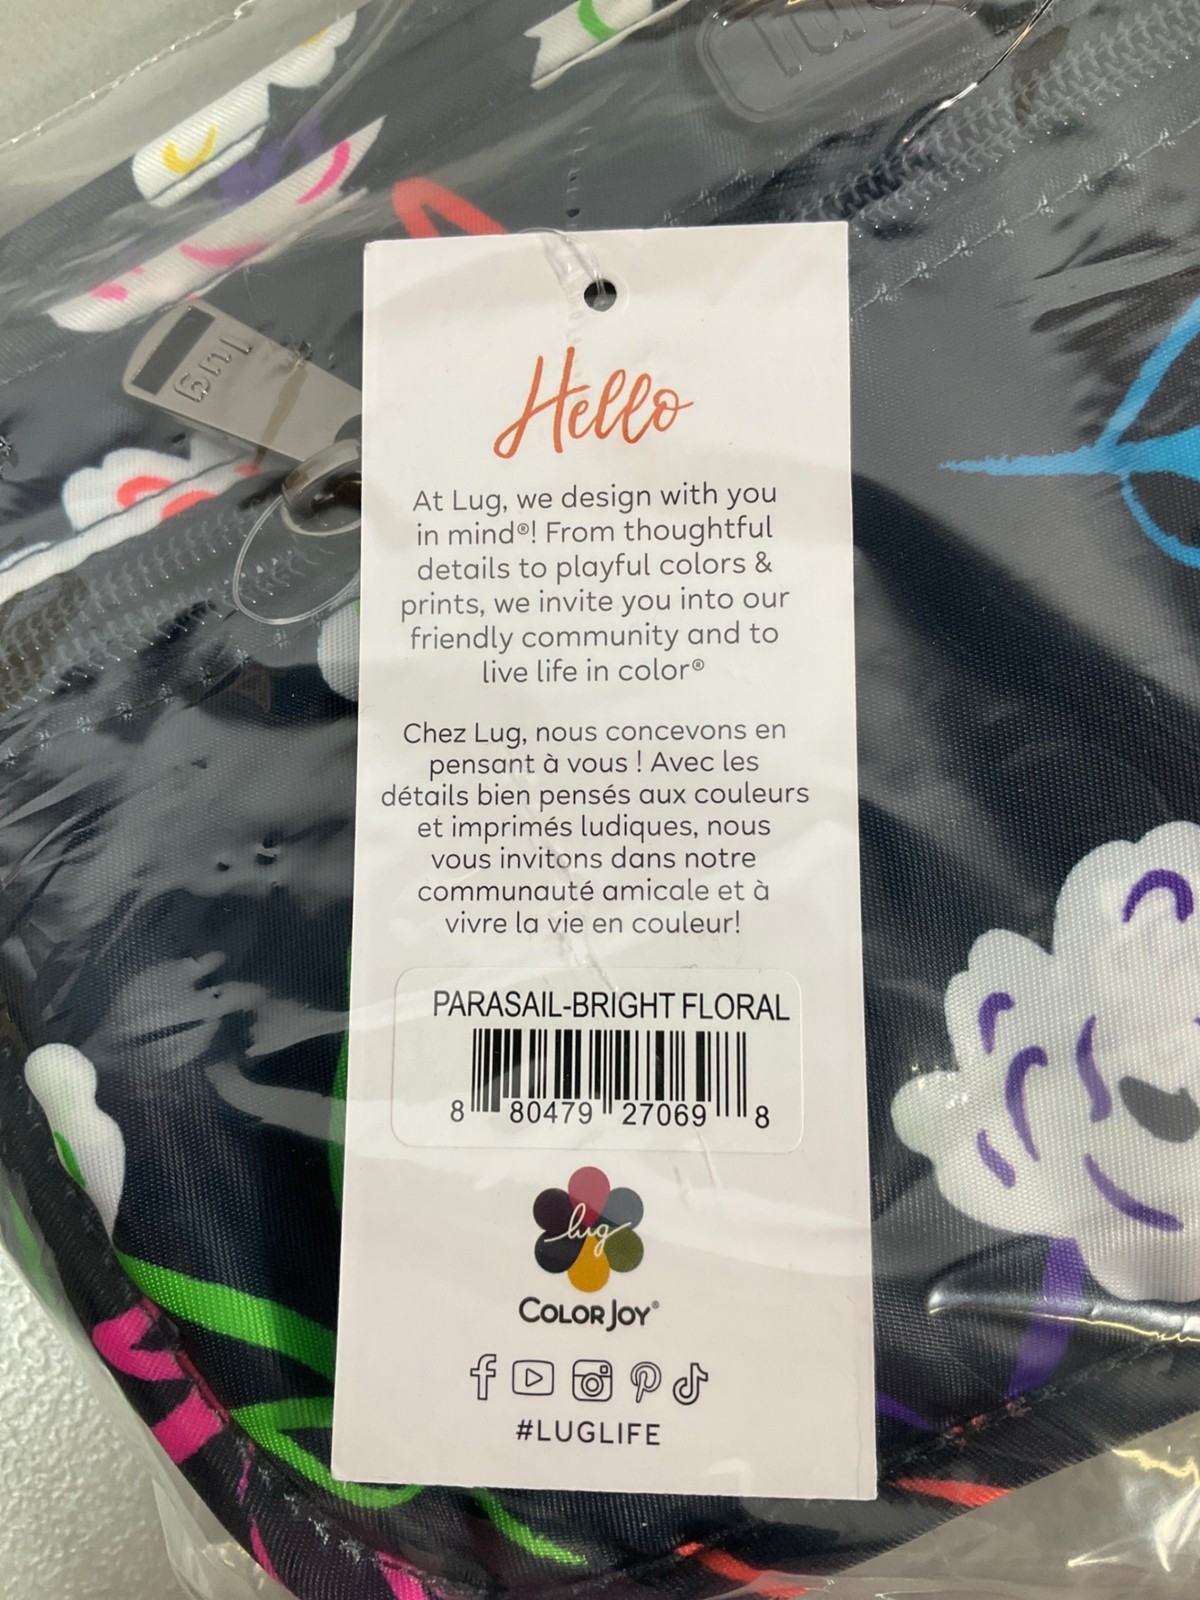 lug
lug
Hello
At Lug, we design with you
in mind®! From thoughtful
details to playful colors &
prints, we invite you into our
friendly community and to
live life in color®
Chez Lug, nous concevons en
pensant à vous ! Avec les
détails bien pensés aux couleurs
et imprimés ludiques, nous
vous invitons dans notre
communauté amicale et à
vivre la vie en couleur!
PARASAIL-BRIGHT FLORAL
8 80479 27069 8
lug
COLORJOY®
#LUGLIFE